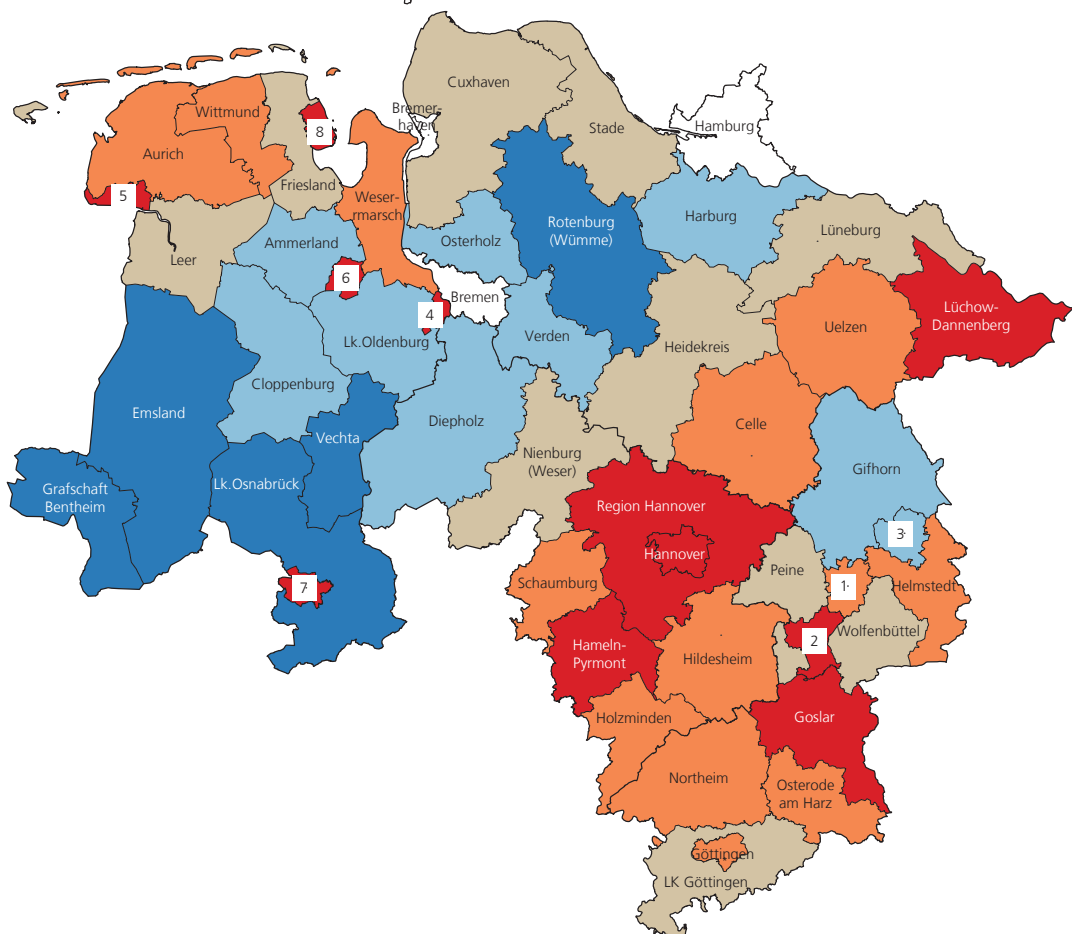 Cuxhaven
Bremer-
haven
Wittmund
Stade
Hamburg
8
Aurich
Friesland
5
Weser-
rmarsch
Rotenburg
(Wümme)
Harburg
Lüneburg
Ammerland
Osterholz
Leer
6
Bremen
4
Lüchow-
Dannenberg
Uelzen
Lk.Oldenburg
Verden
Heidekreis
Cloppenburg
Emsland
Diepholz
Celle
Vechta
Nienburg
(Weser)
Gifhorn
Lk.Osnabrück
Grafschaft
Bentheim
Region Hannover
3
Hannover
Peine
7
Schaumburg
1
Helmstedt
2
Wolfenbüttel
Hameln-
Pyrmont
Hildesheim
Holzminden
Goslar
Northeim
Osterode
am Harz
Göttingen
LK Göttingen